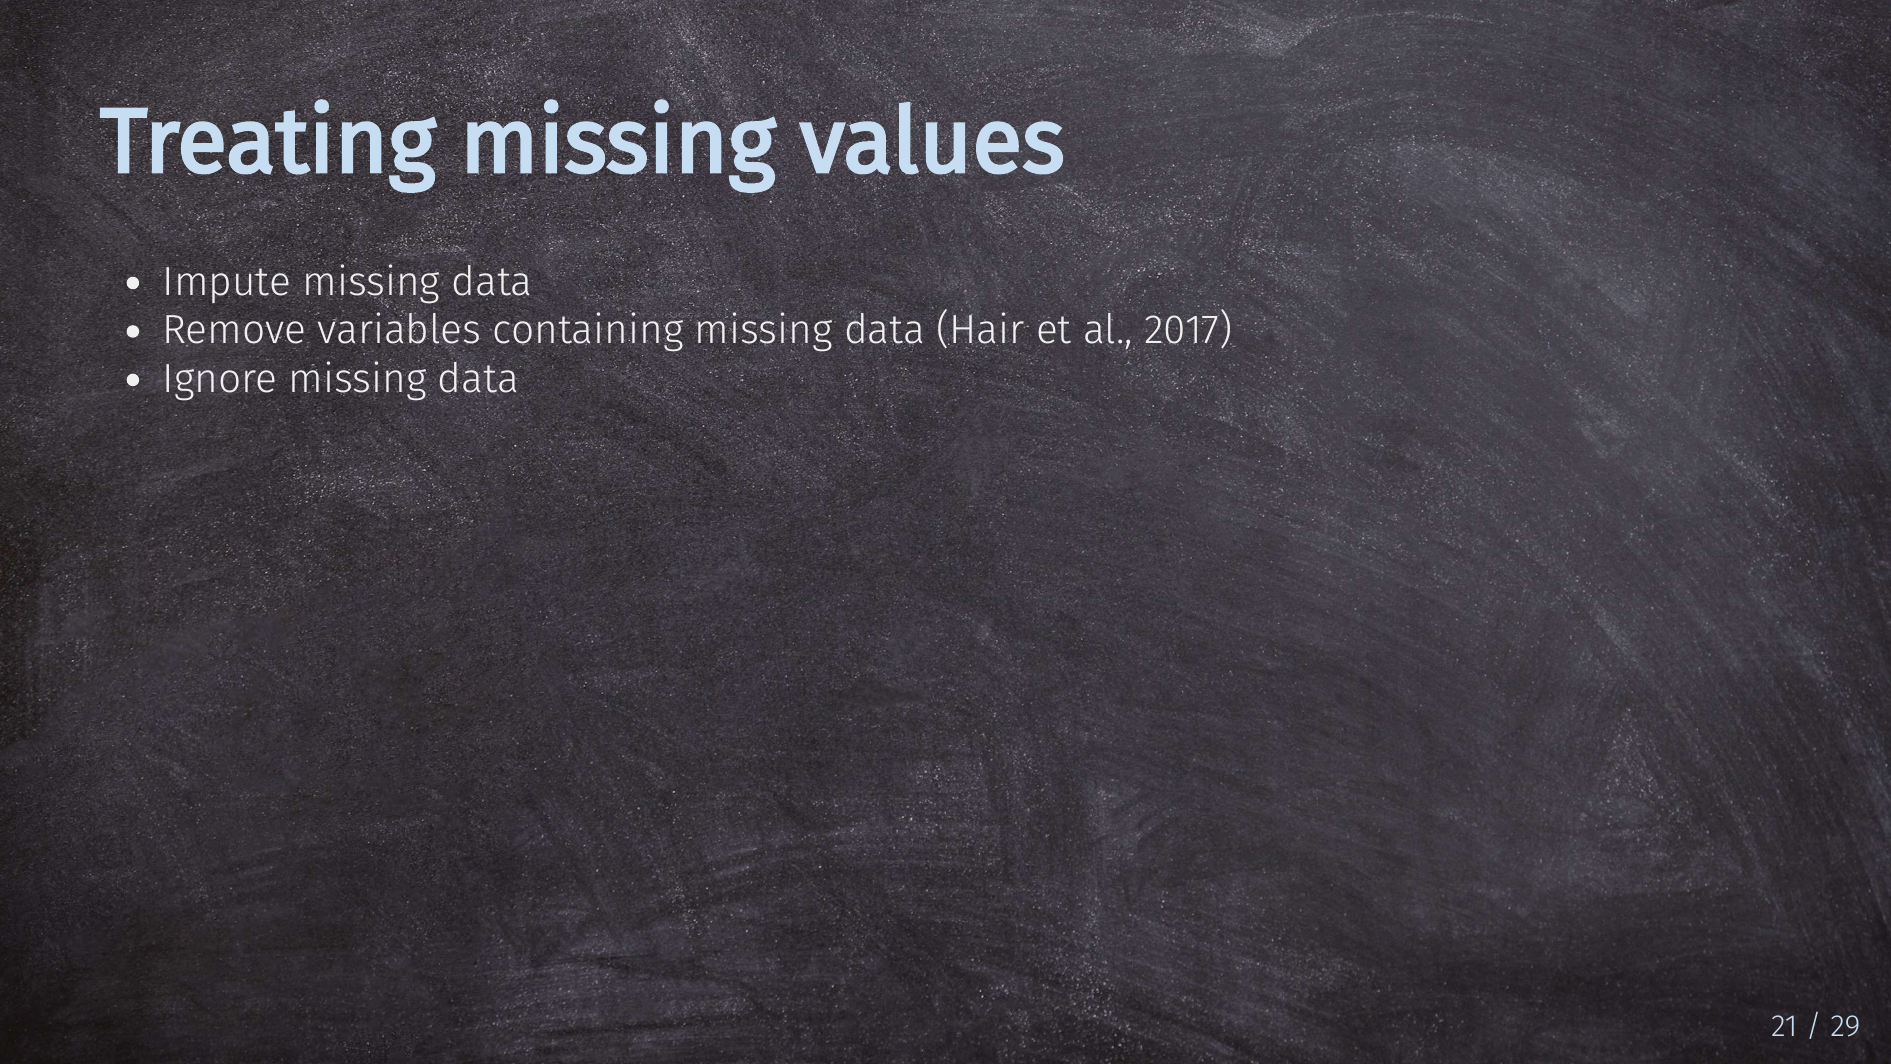 Treating missing values
• Impute missing data
• Remove variables containing missing data (Hair et al., 2017)
• Ignore missing data
21 / 29